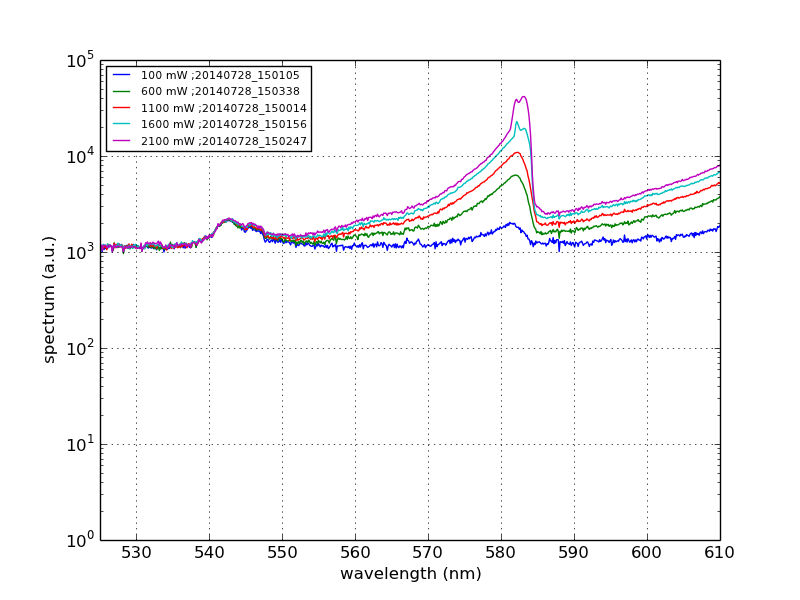 10^5
10^4
10^3
10^2
10^1
10^0
spectrum (a.u.)
100 mW ;20140728_150105
600 mW ;20140728_150338
1100 mW ;20140728_150014
1600 mW ;20140728_150156
2100 mW ;20140728_150247
530 540 550 560 570 580 590 600 610
wavelength (nm)